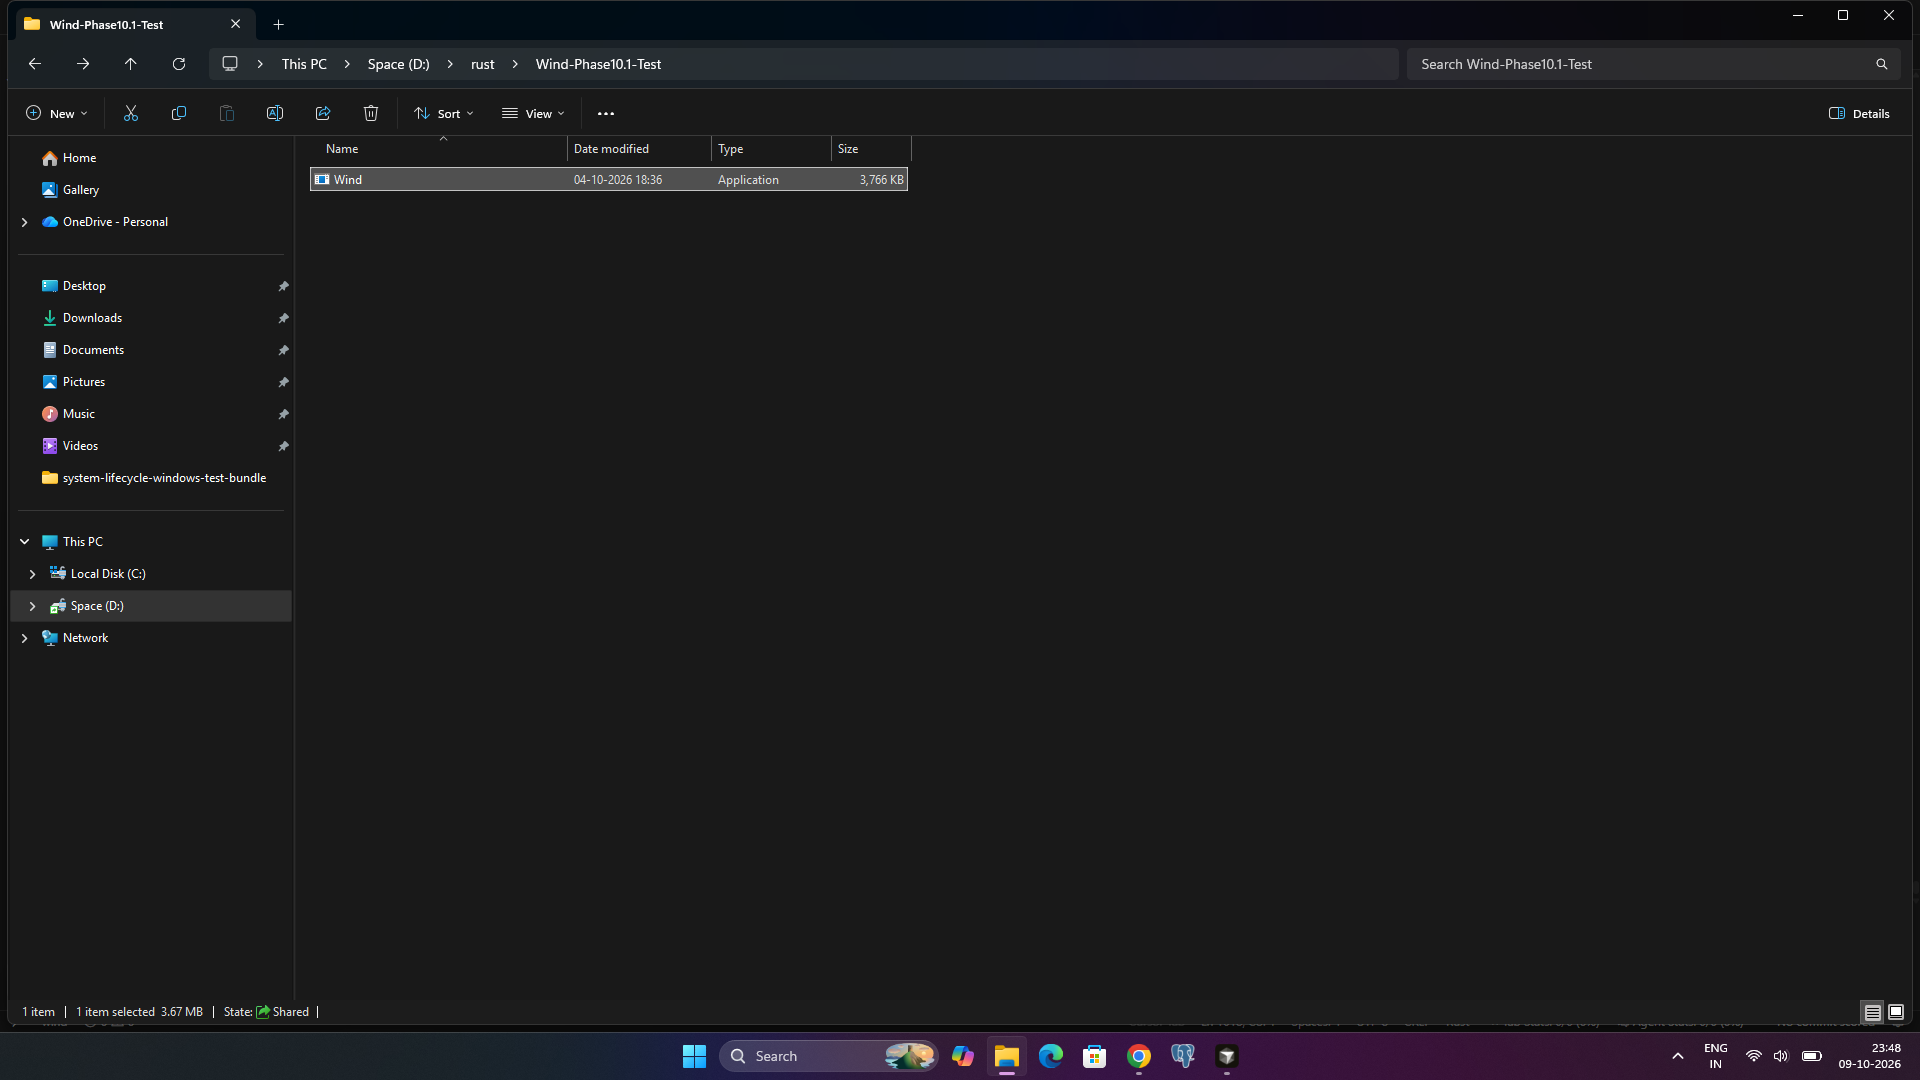 Wind-Phase10.1-Test
This PC
Space (D:)
rust
Wind-Phase10.1-Test
Search Wind-Phase10.1-Test
New
Sort
View
Details
Home
Gallery
OneDrive - Personal
Desktop
Downloads
Documents
Pictures
Music
Videos
system-lifecycle-windows-test-bundle
This PC
Local Disk (C:)
Space (D:)
Network
Name Date modified Type Size
Wind 04-10-2026 18:36 Application 3,766 KB
1 item 1 item selected 3.67 MB State: Shared
Search
ENG
IN
23:48
09-10-2026